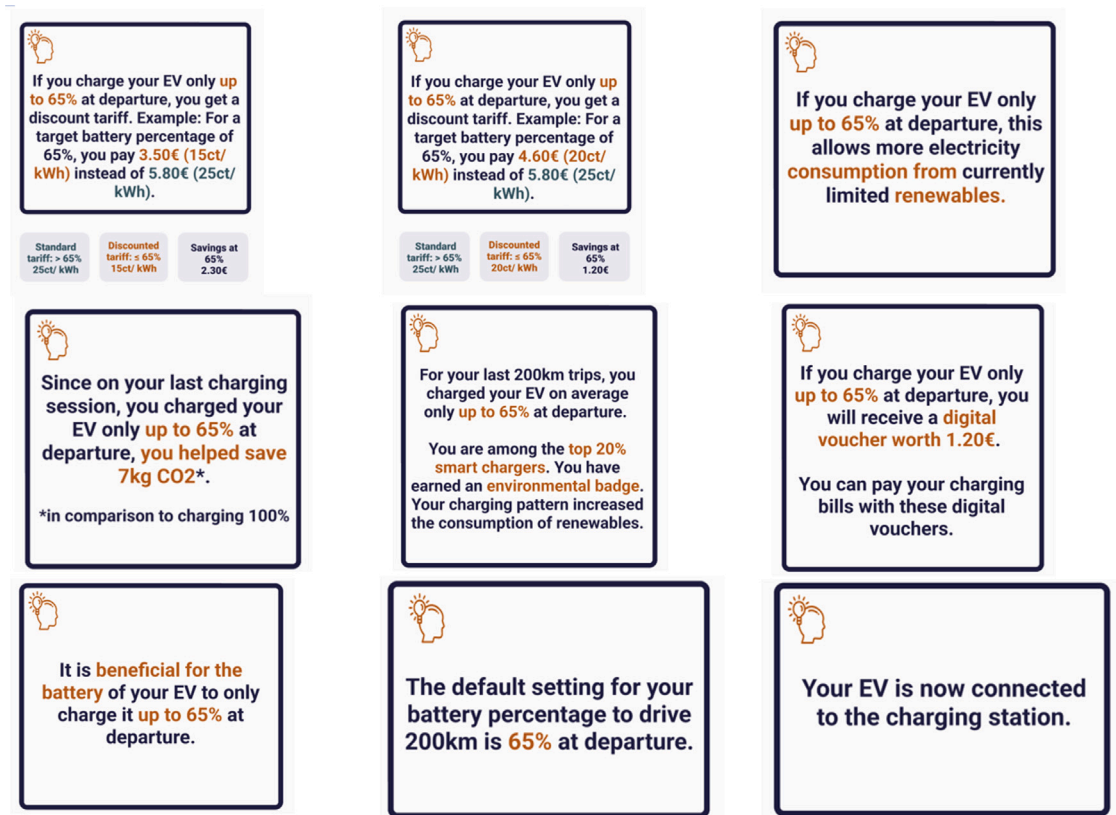 If you charge your EV only up
to 65% at departure, you get a
discount tariff. Example: For a
target battery percentage of
65%, you pay 3.50€ (15ct/
kWh) instead of 5.80€ (25ct/
kWh).
Standard
tariff: > 65%
25ct/ kWh
Discounted
tariff: ≤ 65%
15ct/ kWh
Savings at
65%
2.30€
If you charge your EV only up
to 65% at departure, you get a
discount tariff. Example: For a
target battery percentage of
65%, you pay 4.60€ (20ct/
kWh) instead of 5.80€ (25ct/
kWh).
Standard
tariff: > 65%
25ct/ kWh
Discounted
tariff: ≤ 65%
20ct/ kWh
Savings at
65%
1.20€
If you charge your EV only
up to 65% at departure, this
allows more electricity
consumption from currently
limited renewables.
Since on your last charging
session, you charged your
EV only up to 65% at
departure, you helped save
7kg CO2*.
*in comparison to charging 100%
For your last 200km trips, you
charged your EV on average
only up to 65% at departure.
You are among the top 20%
smart chargers. You have
earned an environmental badge.
Your charging pattern increased
the consumption of renewables.
If you charge your EV only
up to 65% at departure, you
will receive a digital
voucher worth 1.20€.
You can pay your charging
bills with these digital
vouchers.
It is beneficial for the
battery of your EV to only
charge it up to 65% at
departure.
The default setting for your
battery percentage to drive
200km is 65% at departure.
Your EV is now connected
to the charging station.